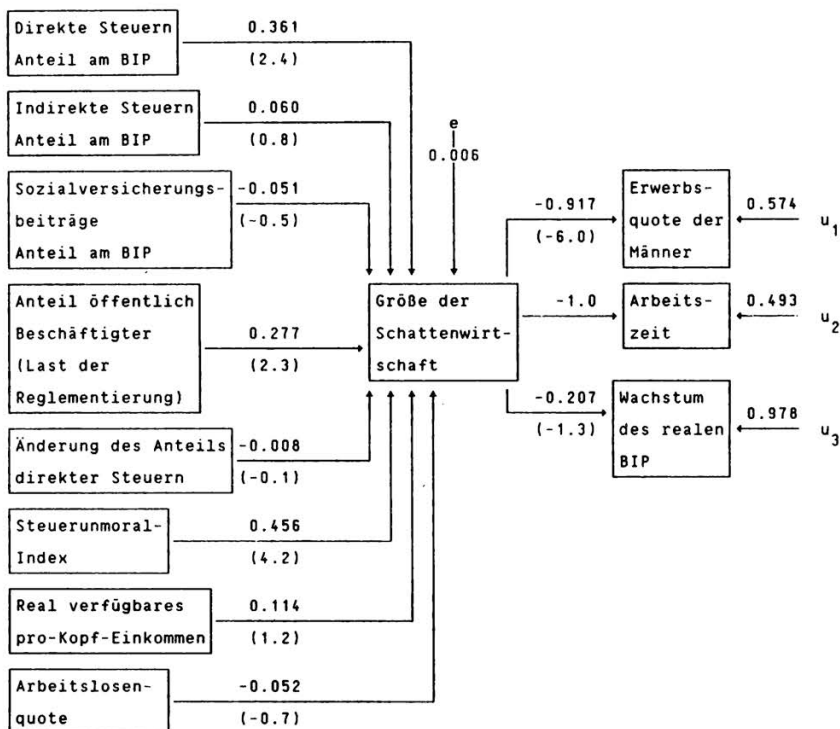 Direkte Steuern
Anteil am BIP
0.361
(2.4)
Indirekte Steuern
Anteil am BIP
0.060
(0.8)
Sozialversicherungs-
beiträge
Anteil am BIP
-0.051
(-0.5)
Anteil öffentlich
Beschäftigter
(Last der
Reglementierung)
0.277
(2.3)
Änderung des Anteils
direkter Steuern
-0.008
(-0.1)
Steuerunmoral-
Index
0.456
(4.2)
Real verfügbares
pro-Kopf-Einkommen
0.114
(1.2)
Arbeitslosen-
quote
-0.052
(-0.7)
e
0.006
Größe der
Schattenwirt-
schaft
-0.917
(-6.0)
Erwerbs-
quote der
Männer
0.574
u1
-1.0
Arbeits-
zeit
0.493
u2
-0.207
(-1.3)
Wachstum
des realen
BIP
0.978
u3